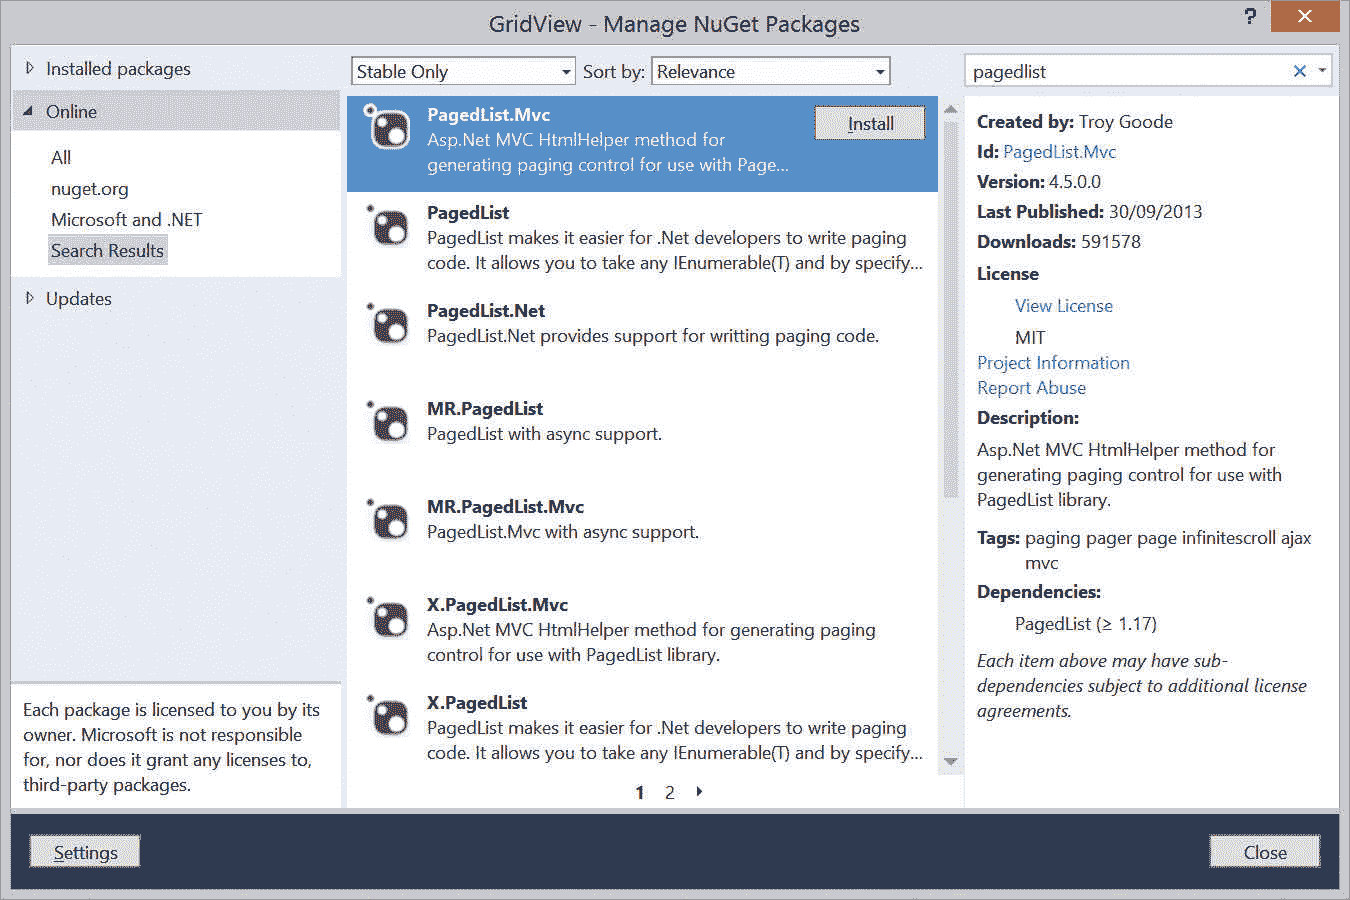 GridView - Manage NuGet Packages
?
Installed packages
Online
All
nuget.org
Microsoft and .NET
Search Results
Updates
Each package is licensed to you by its
owner. Microsoft is not responsible
for, nor does it grant any licenses to,
third-party packages.
Stable Only
Sort by:
Relevance
PagedList.Mvc
Asp.Net MVC HtmlHelper method for
generating paging control for use with Page...
Install
PagedList
PagedList makes it easier for .Net developers to write paging
code. It allows you to take any IEnumerable(T) and by specify...
PagedList.Net
PagedList.Net provides support for writting paging code.
MR.PagedList
PagedList with async support.
MR.PagedList.Mvc
PagedList.Mvc with async support.
X.PagedList.Mvc
Asp.Net MVC HtmlHelper method for generating paging
control for use with PagedList library.
X.PagedList
PagedList makes it easier for .Net developers to write paging
code. It allows you to take any IEnumerable(T) and by specify...
1 2
pagedlist
Created by: Troy Goode
Id: PagedList.Mvc
Version: 4.5.0.0
Last Published: 30/09/2013
Downloads: 591578
License
View License
MIT
Project Information
Report Abuse
Description:
Asp.Net MVC HtmlHelper method for
generating paging control for use with
PagedList library.
Tags: paging pager page infinitescroll ajax
mvc
Dependencies:
PagedList (≥ 1.17)
Each item above may have sub-
dependencies subject to additional license
agreements.
Settings
Close